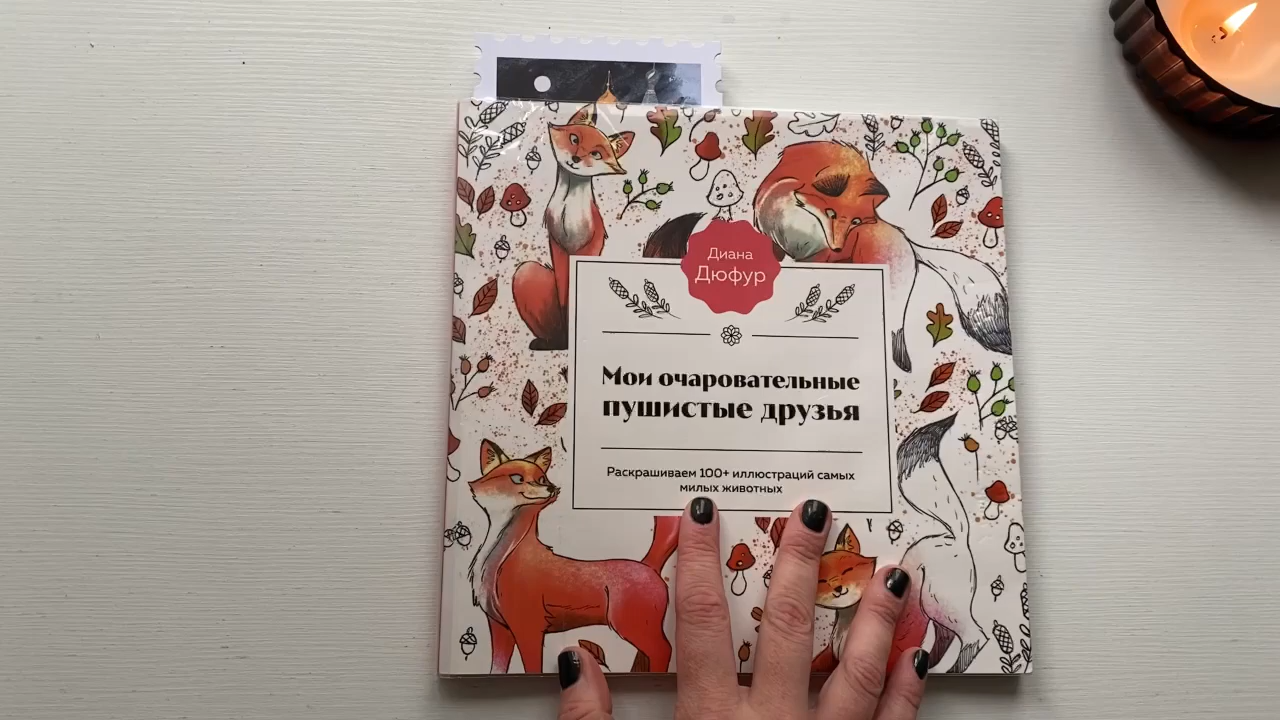 Диана
Дюфур
Мои очаровательные
пушистые друзья
Раскрашиваем 100+ иллюстраций самых
милых животных